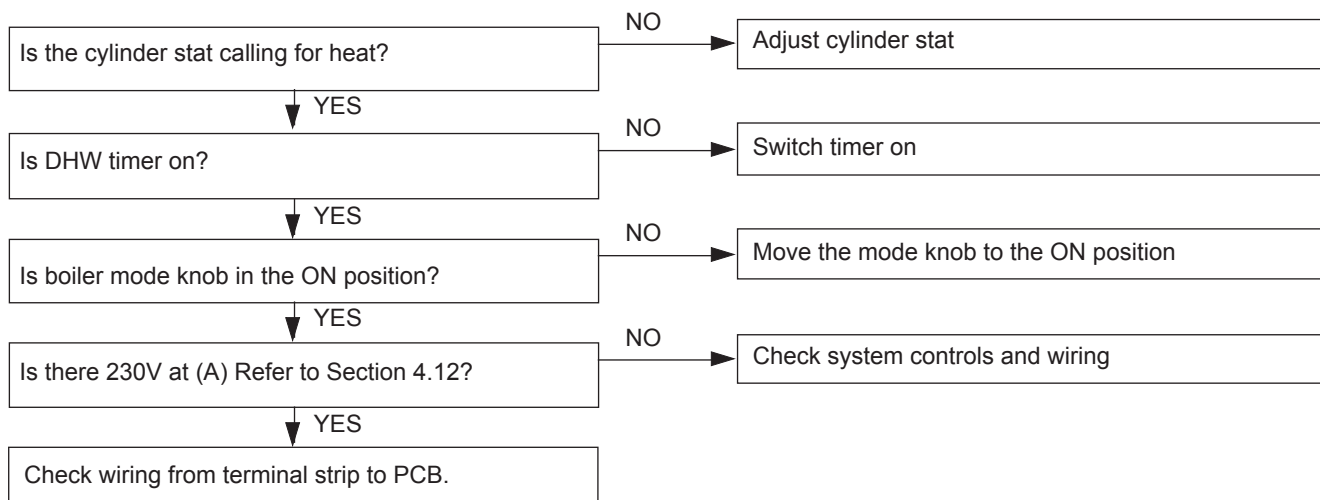 NO
Is the cylinder stat calling for heat?
Adjust cylinder stat
YES
NO
Is DHW timer on?
Switch timer on
YES
NO
Is boiler mode knob in the ON position?
Move the mode knob to the ON position
YES
NO
Is there 230V at (A) Refer to Section 4.12?
Check system controls and wiring
YES
Check wiring from terminal strip to PCB.